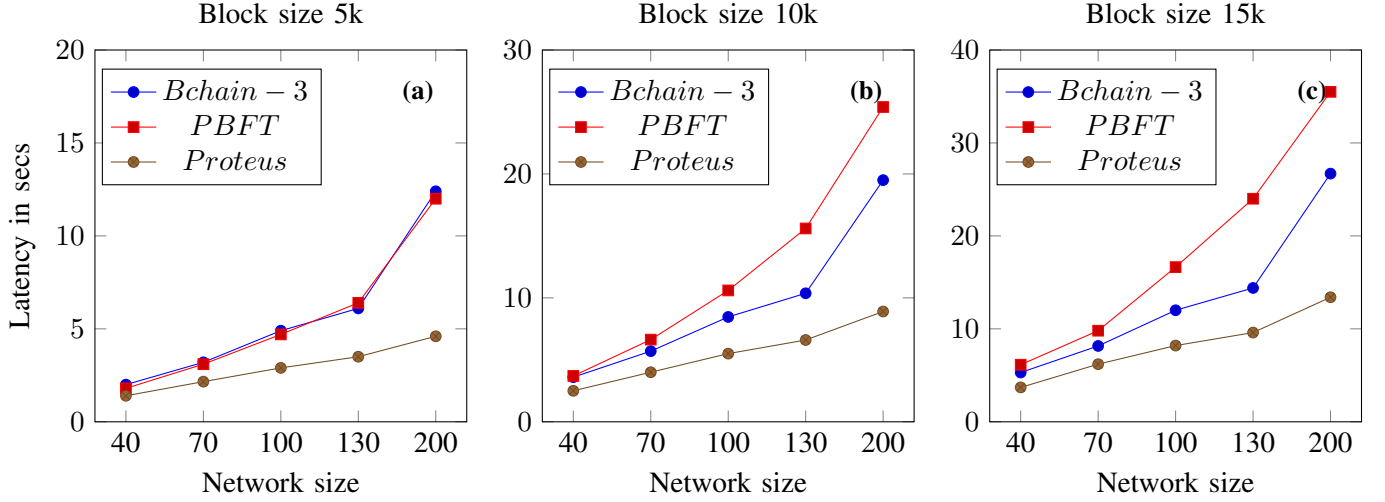 Block size 5k
Block size 10k
Block size 15k
Latency in secs
20
15
10
5
0
Bchain − 3
PBFT
Proteus
(a)
40 70 100 130 200
Network size
30
20
10
0
Bchain − 3
PBFT
Proteus
(b)
40 70 100 130 200
Network size
40
30
20
10
0
Bchain − 3
PBFT
Proteus
(c)
40 70 100 130 200
Network size